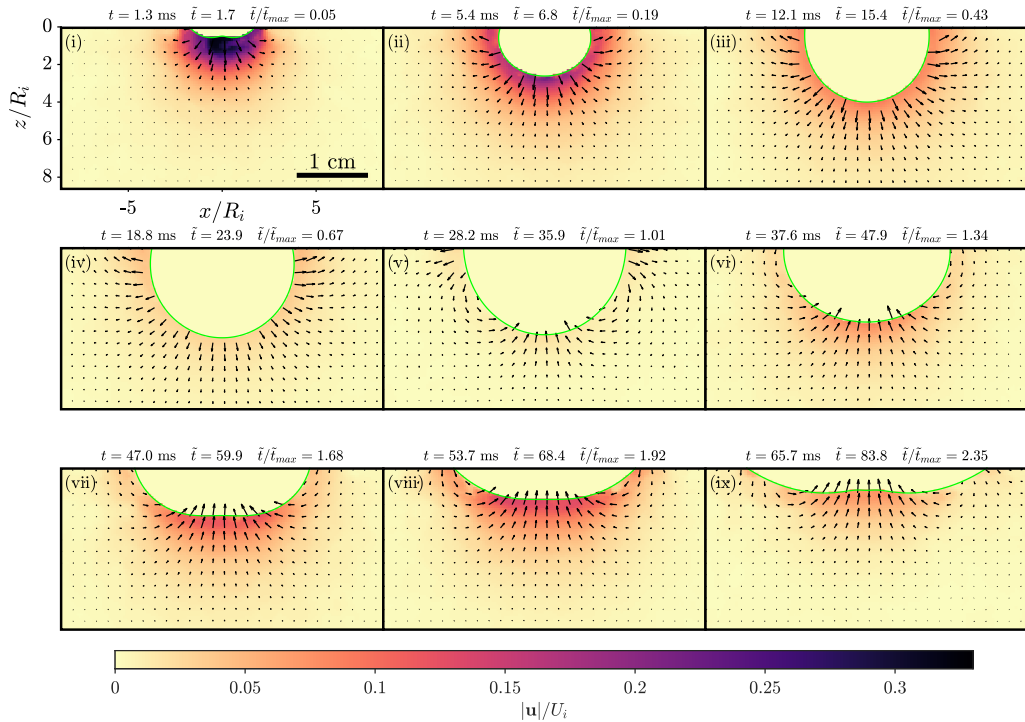 t = 1.3 ms t̃ = 1.7 t̃/t̃max = 0.05
t = 5.4 ms t̃ = 6.8 t̃/t̃max = 0.19
t = 12.1 ms t̃ = 15.4 t̃/t̃max = 0.43
(i)
(ii)
(iii)
0
2
4
6
8
z/Ri
1 cm
-5
x/Ri
5
t = 18.8 ms t̃ = 23.9 t̃/t̃max = 0.67
t = 28.2 ms t̃ = 35.9 t̃/t̃max = 1.01
t = 37.6 ms t̃ = 47.9 t̃/t̃max = 1.34
(iv)
(v)
(vi)
t = 47.0 ms t̃ = 59.9 t̃/t̃max = 1.68
t = 53.7 ms t̃ = 68.4 t̃/t̃max = 1.92
t = 65.7 ms t̃ = 83.8 t̃/t̃max = 2.35
(vii)
(viii)
(ix)
0 0.05 0.1 0.15 0.2 0.25 0.3
|u|/Ui